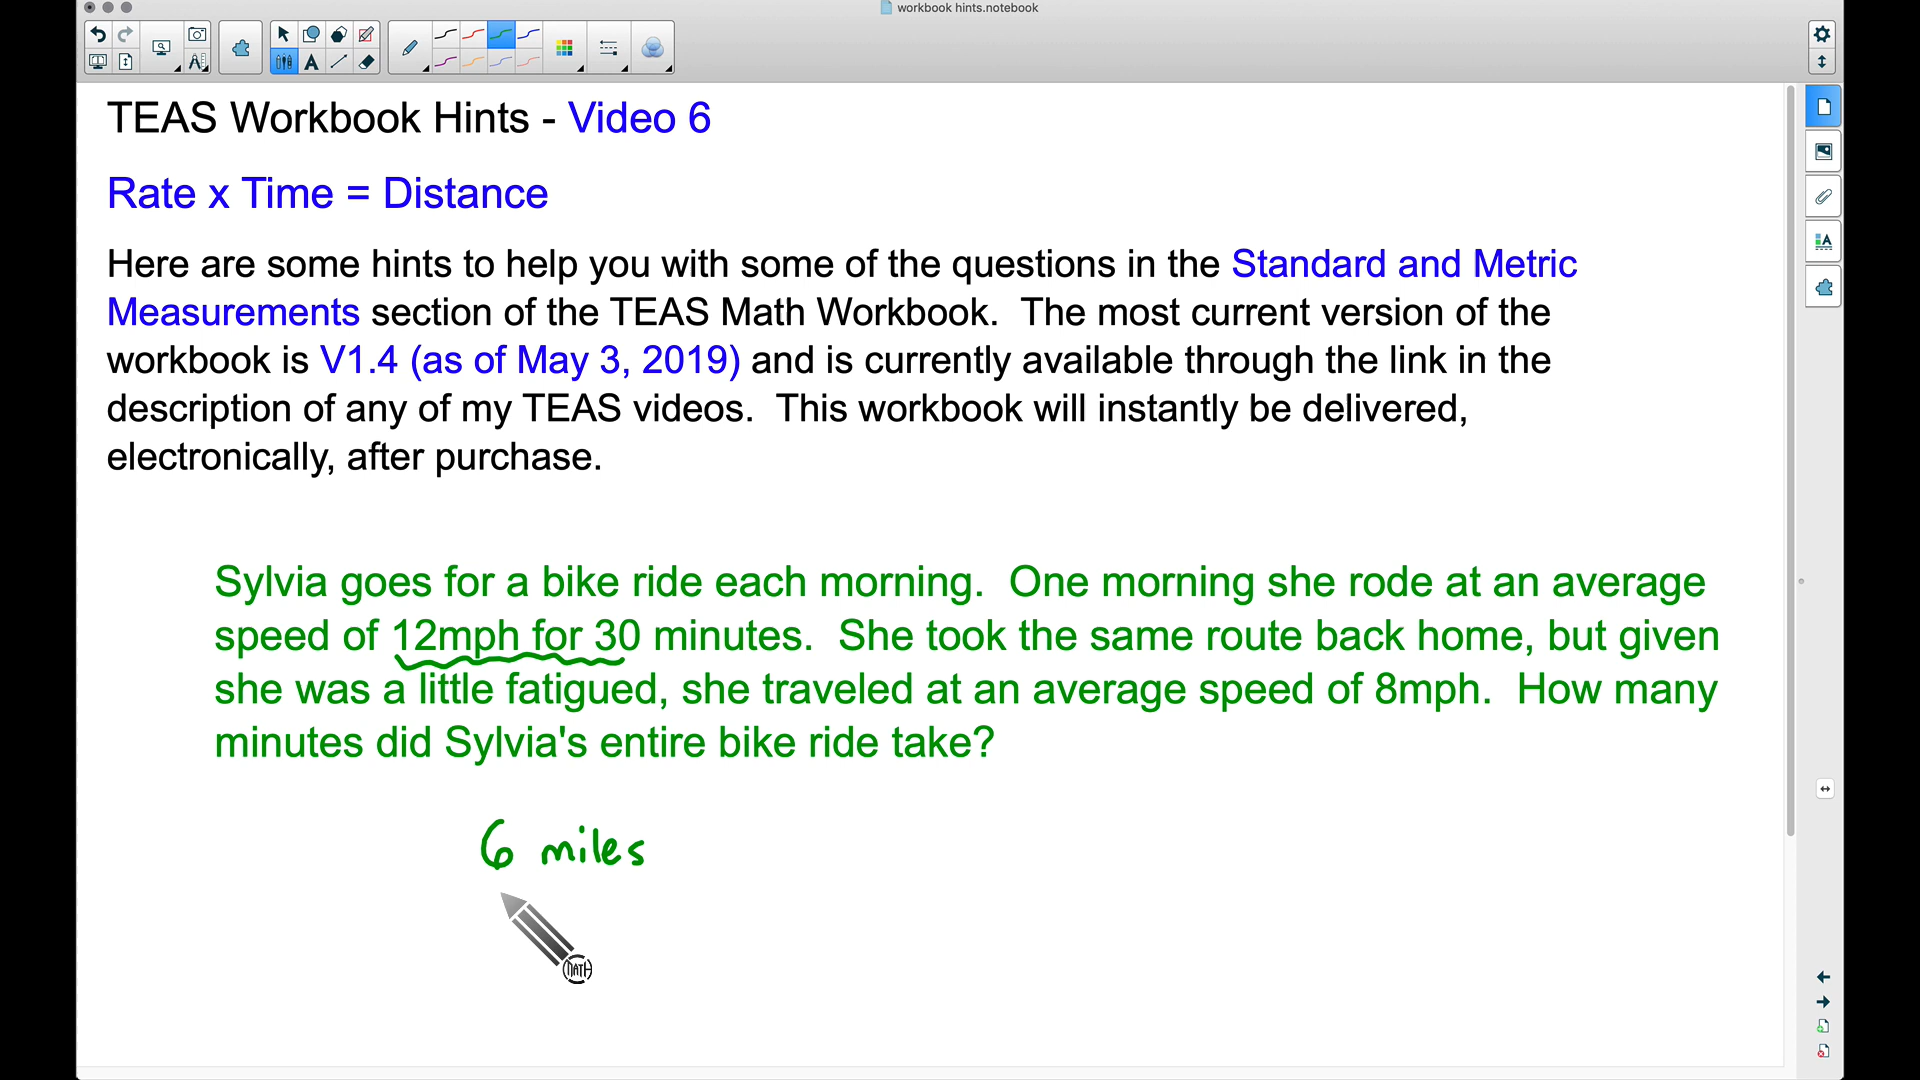 workbook hints.notebook
TEAS Workbook Hints - Video 6
Rate x Time = Distance
Here are some hints to help you with some of the questions in the Standard and Metric
Measurements section of the TEAS Math Workbook.  The most current version of the
workbook is V1.4 (as of May 3, 2019) and is currently available through the link in the
description of any of my TEAS videos.  This workbook will instantly be delivered,
electronically, after purchase.
Sylvia goes for a bike ride each morning.  One morning she rode at an average
speed of 12mph for 30 minutes.  She took the same route back home, but given
she was a little fatigued, she traveled at an average speed of 8mph.  How many
minutes did Sylvia's entire bike ride take?
6 miles
MATH